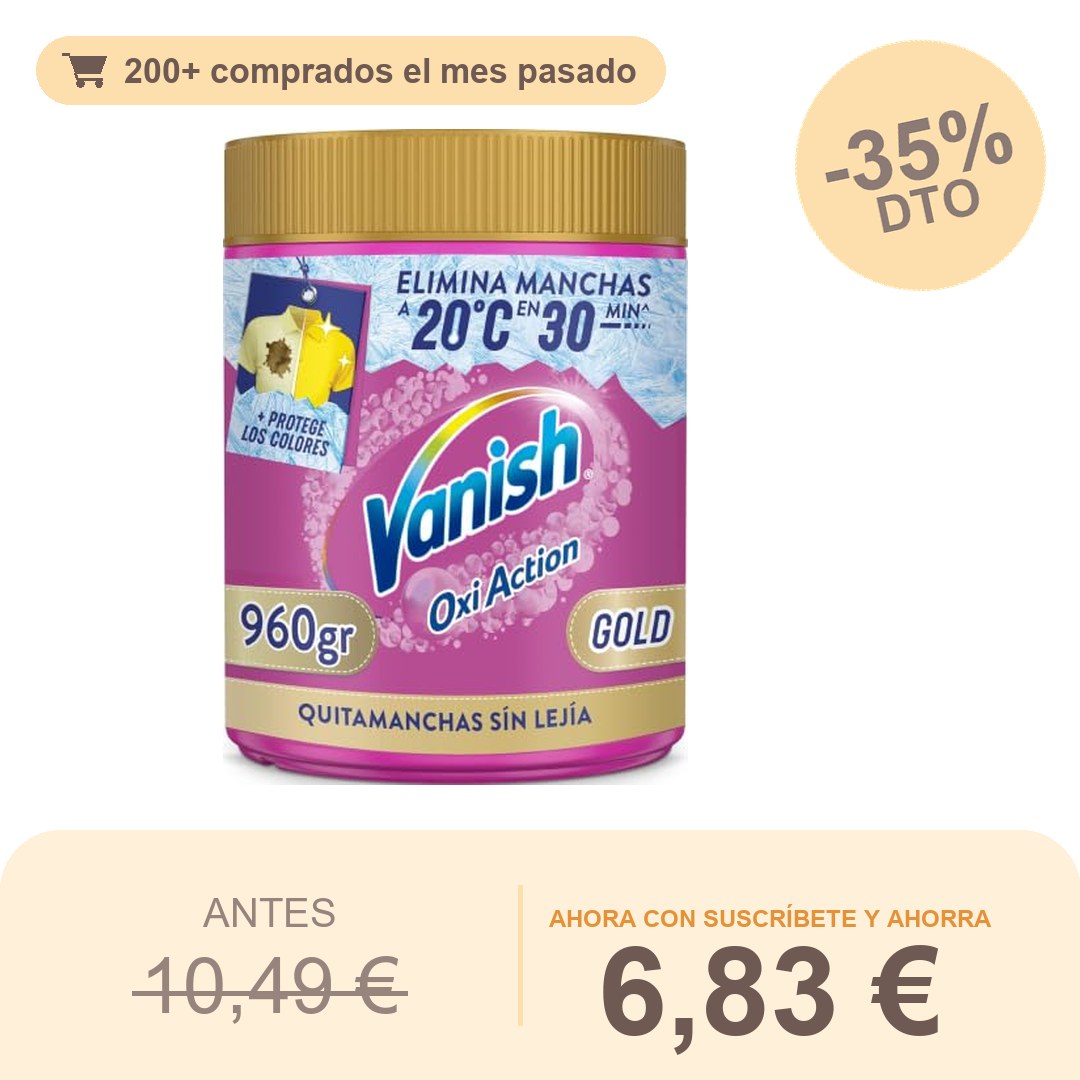 200+ comprados el mes pasado
-35%
DTO
ELIMINA MANCHAS
A 20°C EN 30 MIN^
+ PROTEGE
LOS COLORES
Vanish®
Oxi Action
960gr
GOLD
QUITAMANCHAS SÍN LEJÍA
ANTES
10,49 €
AHORA CON SUSCRÍBETE Y AHORRA
6,83 €